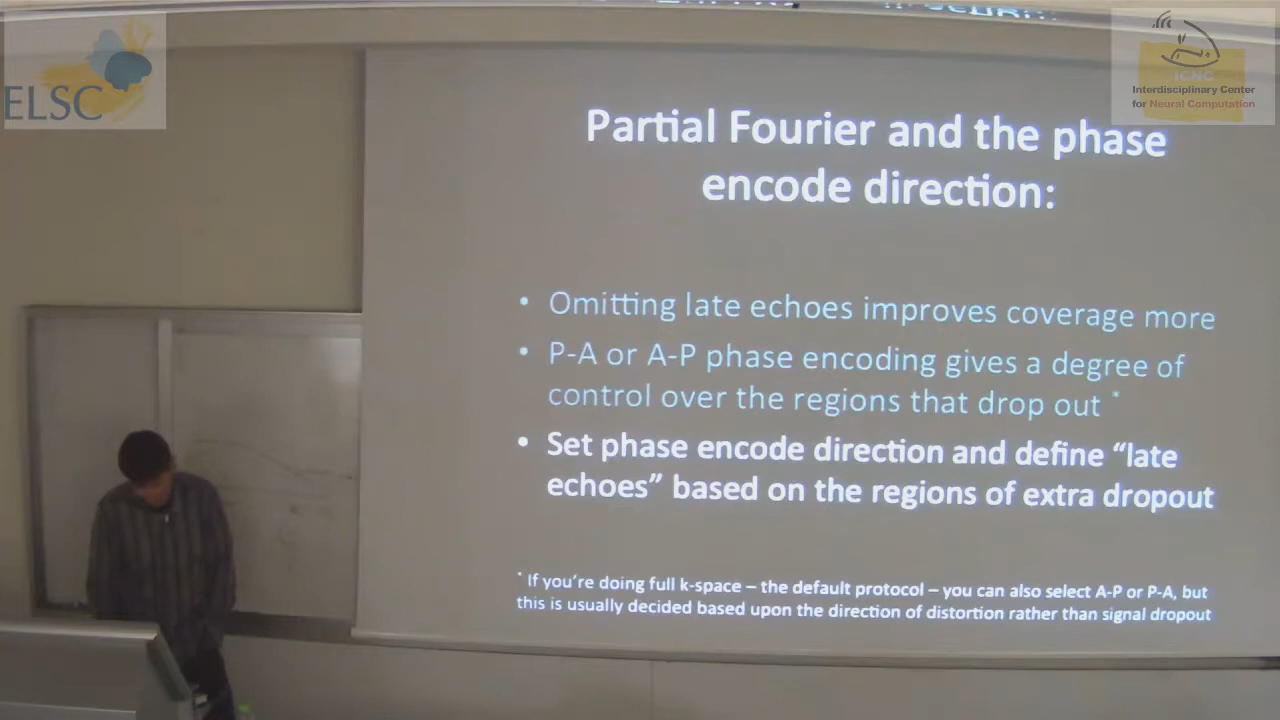 ELSC
ICNC
Interdisciplinary Center
for Neural Computation
Partial Fourier and the phase
encode direction:
• Omitting late echoes improves coverage more
• P-A or A-P phase encoding gives a degree of
control over the regions that drop out *
• Set phase encode direction and define “late
echoes” based on the regions of extra dropout
* If you’re doing full k-space – the default protocol – you can also select A-P or P-A, but
this is usually decided based upon the direction of distortion rather than signal dropout